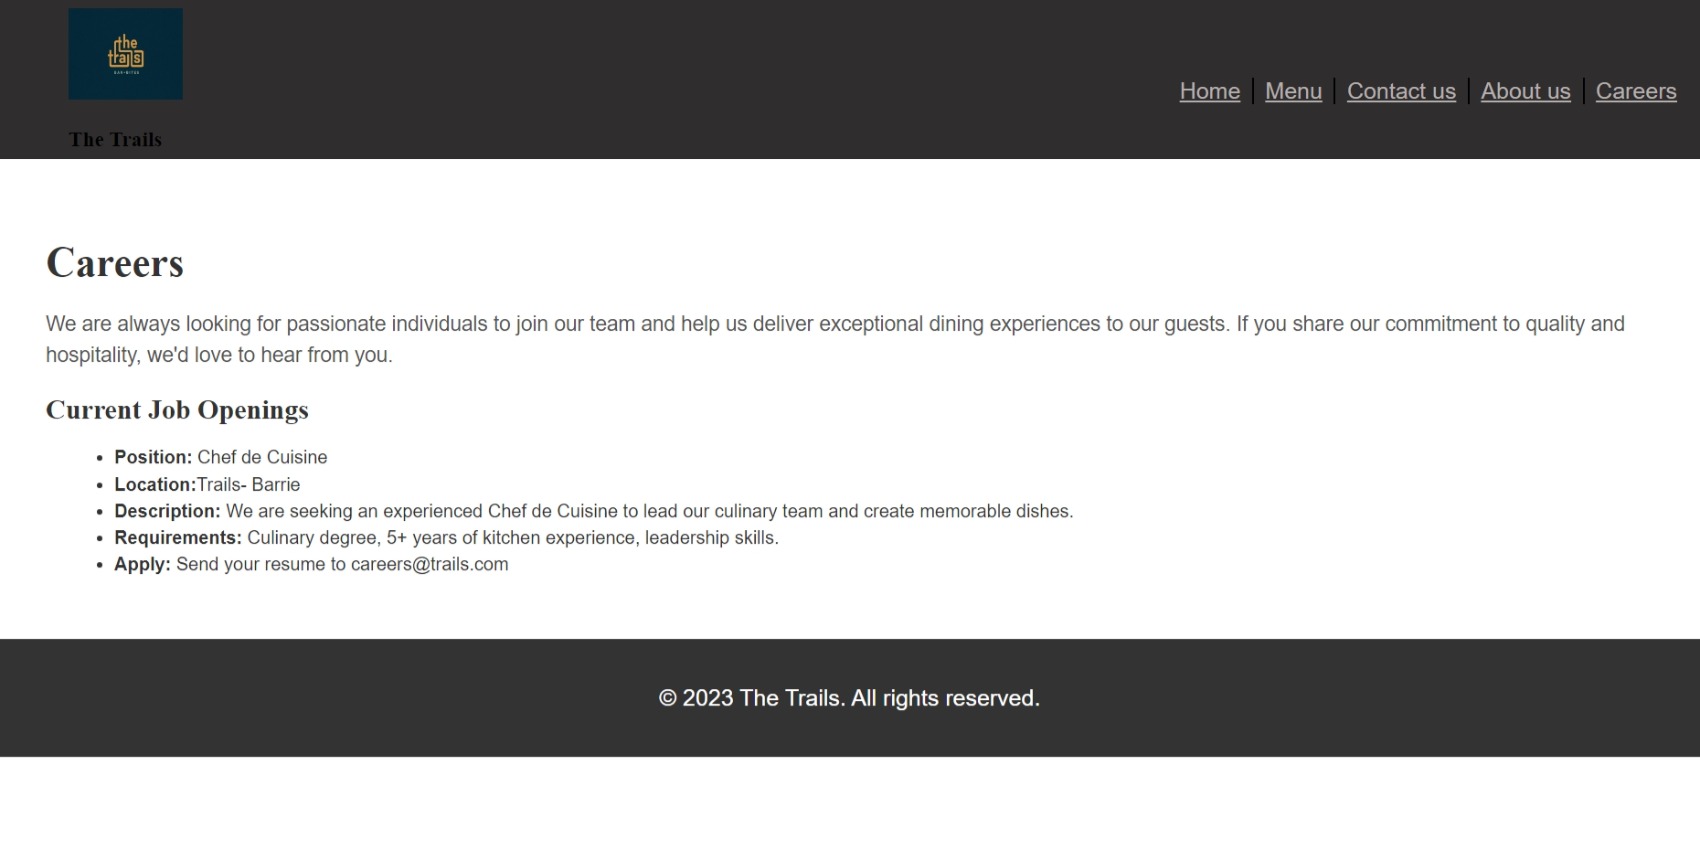 the
trails
BAR•BITES
The Trails
Home
Menu
Contact us
About us
Careers
Careers
We are always looking for passionate individuals to join our team and help us deliver exceptional dining experiences to our guests. If you share our commitment to quality and
hospitality, we'd love to hear from you.
Current Job Openings
• Position: Chef de Cuisine
• Location:Trails- Barrie
• Description: We are seeking an experienced Chef de Cuisine to lead our culinary team and create memorable dishes.
• Requirements: Culinary degree, 5+ years of kitchen experience, leadership skills.
• Apply: Send your resume to careers@trails.com
© 2023 The Trails. All rights reserved.